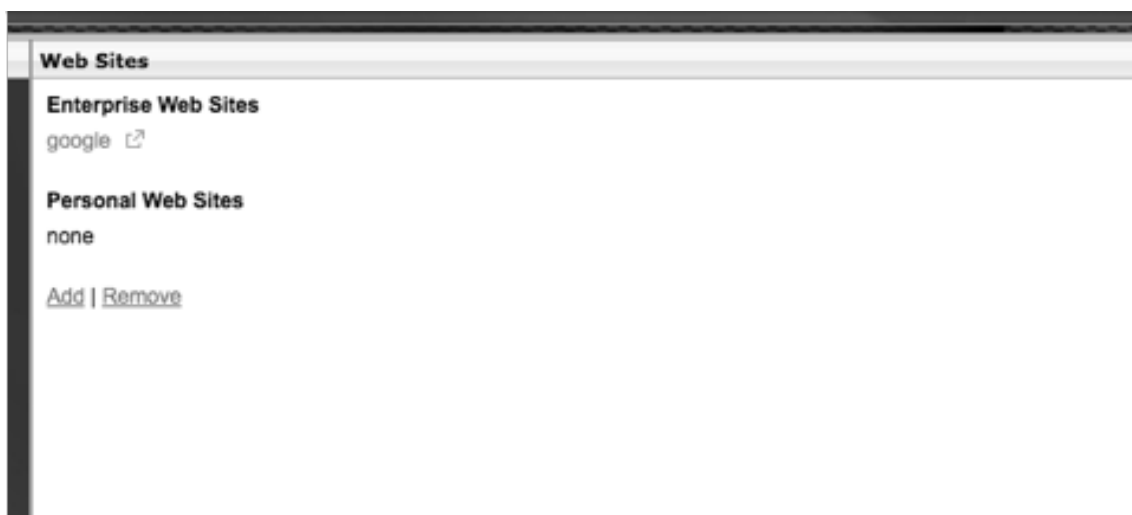 Web Sites
Enterprise Web Sites
google
Personal Web Sites
none
Add | Remove